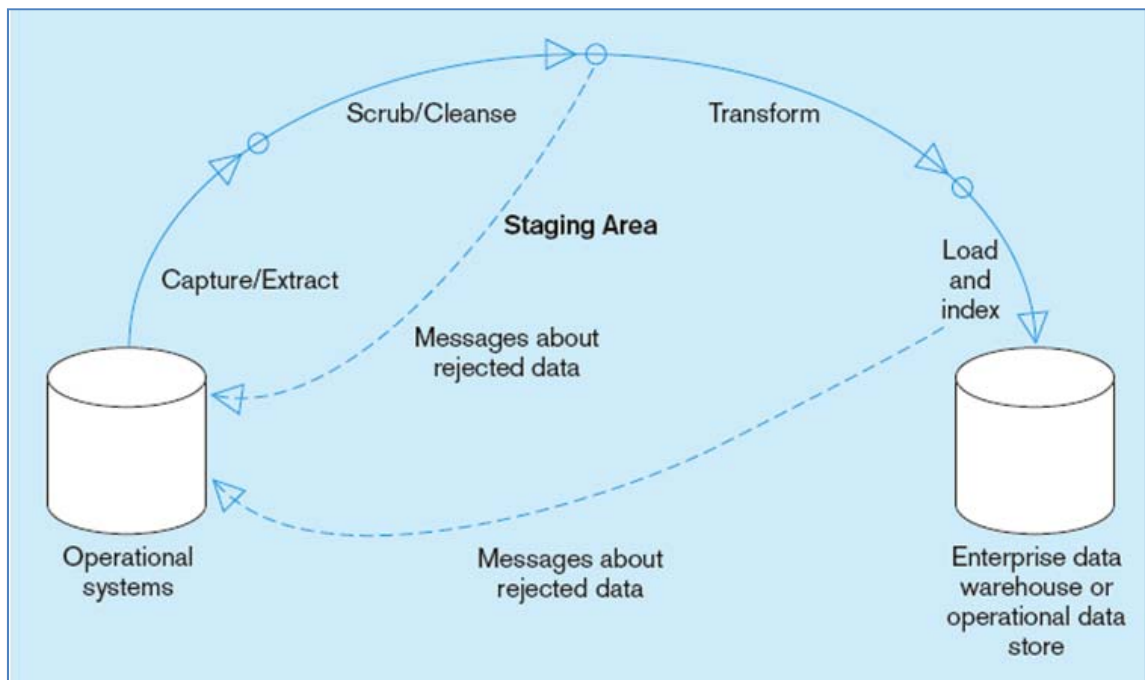 Scrub/Cleanse
Transform
Staging Area
Capture/Extract
Load
and
index
Messages about
rejected data
Operational
systems
Messages about
rejected data
Enterprise data
warehouse or
operational data
store